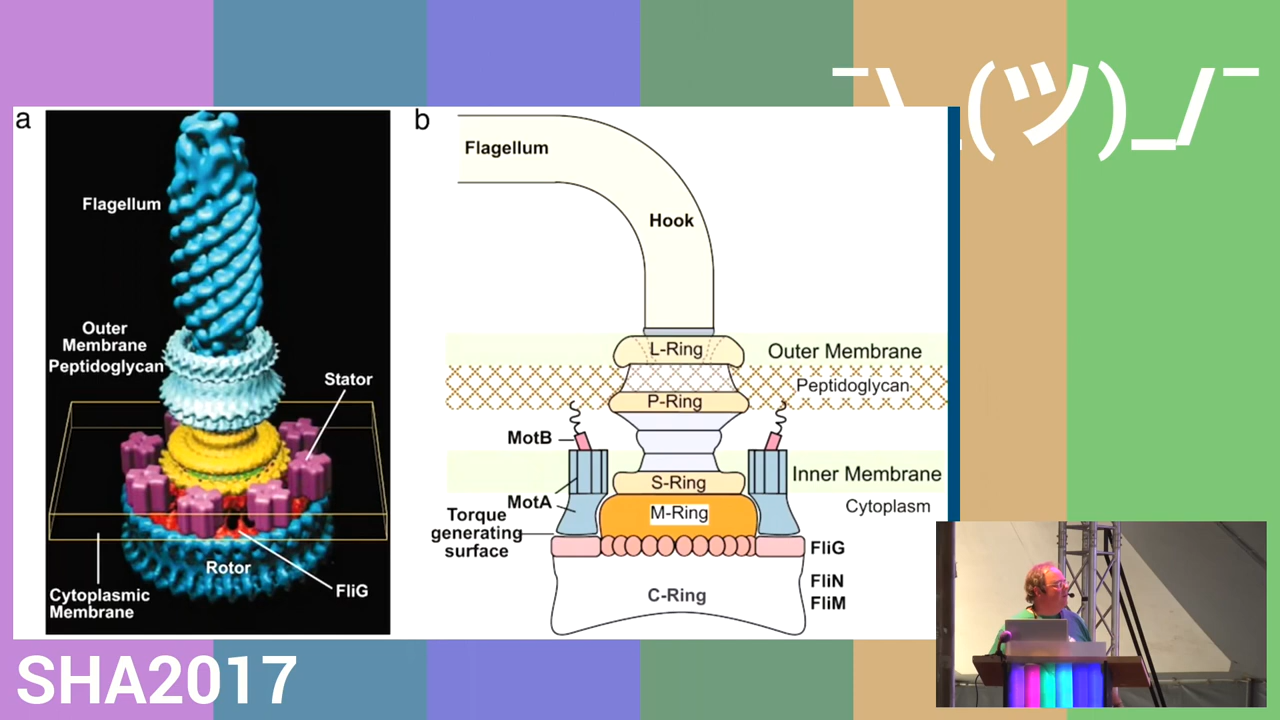 ¯\_(ツ)_/¯
a
Flagellum
Outer
Membrane
Peptidoglycan
Stator
Rotor
Cytoplasmic
Membrane
FliG
b
Flagellum
Hook
L-Ring
Outer Membrane
Peptidoglycan
P-Ring
MotB
Inner Membrane
S-Ring
MotA
Cytoplasm
M-Ring
Torque
generating
surface
FliG
FliN
C-Ring
FliM
SHA2017